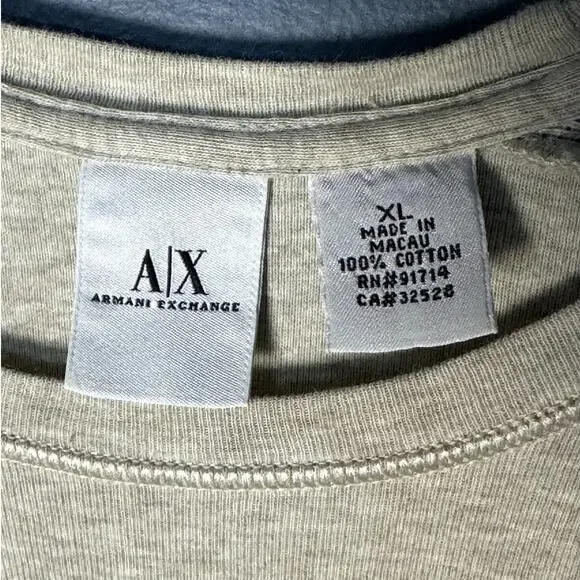 A|X
ARMANI EXCHANGE
XL
MADE IN
MACAU
100% COTTON
RN#91714
CA#32528